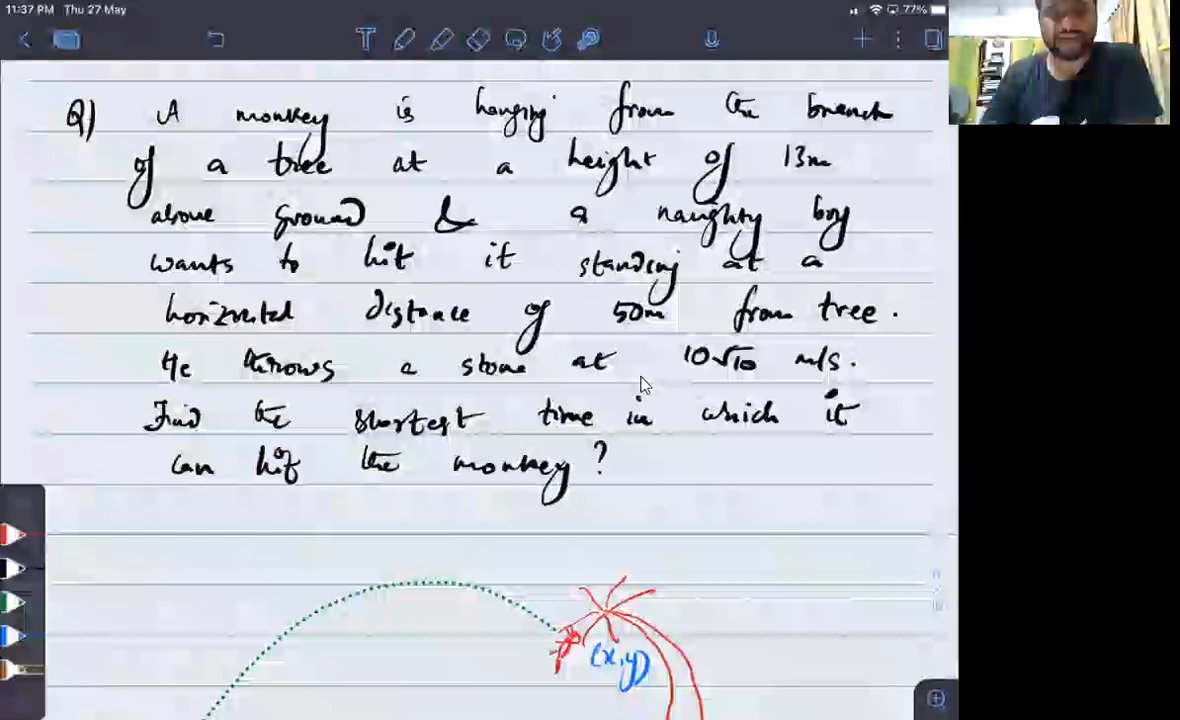 11:37 PM Thu 27 May
77%
Q) A monkey is hanging from the branch
of a tree at a height of 13m
above ground & a naughty boy
wants to hit it standing at a
horizontal distance of 50m from tree.
He throws a stone at 10√10 m/s.
Find the shortest time in which it
can hit the monkey?
(x,y)